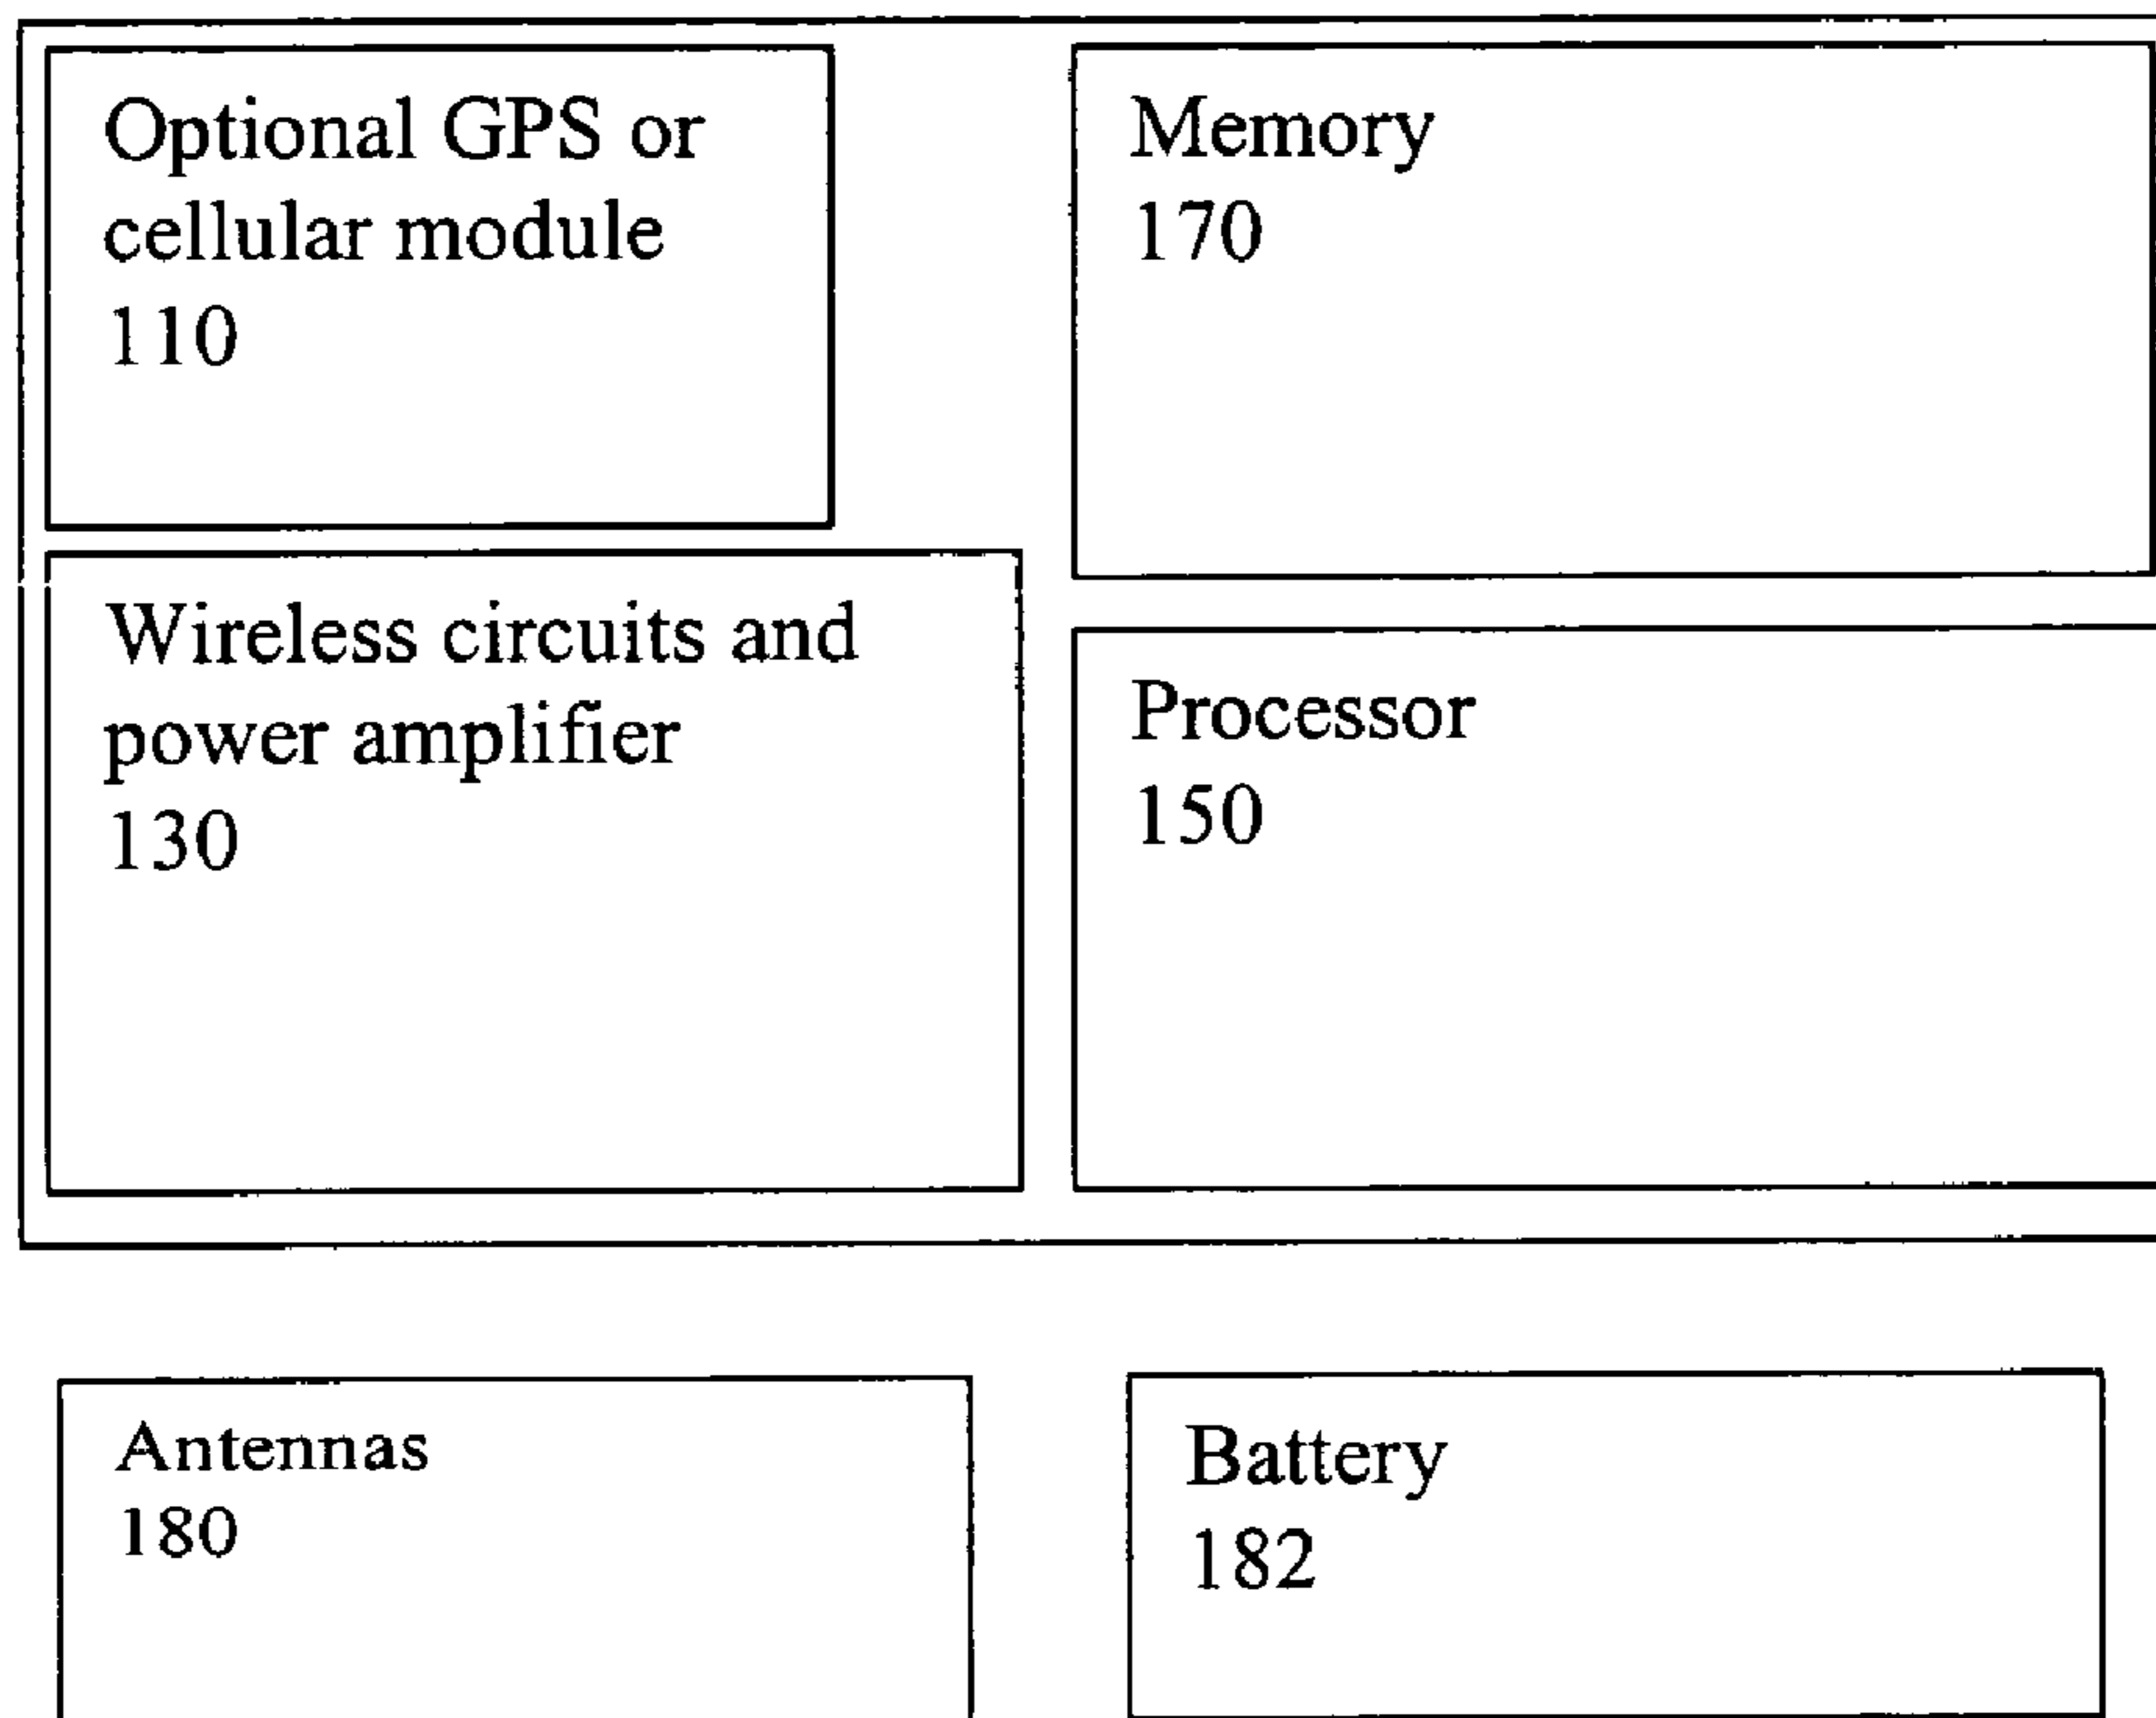 Optional GPS or
cellular module
110
Memory
170
Wireless circuits and
power amplifier
130
Processor
150
Antennas
180
Battery
182